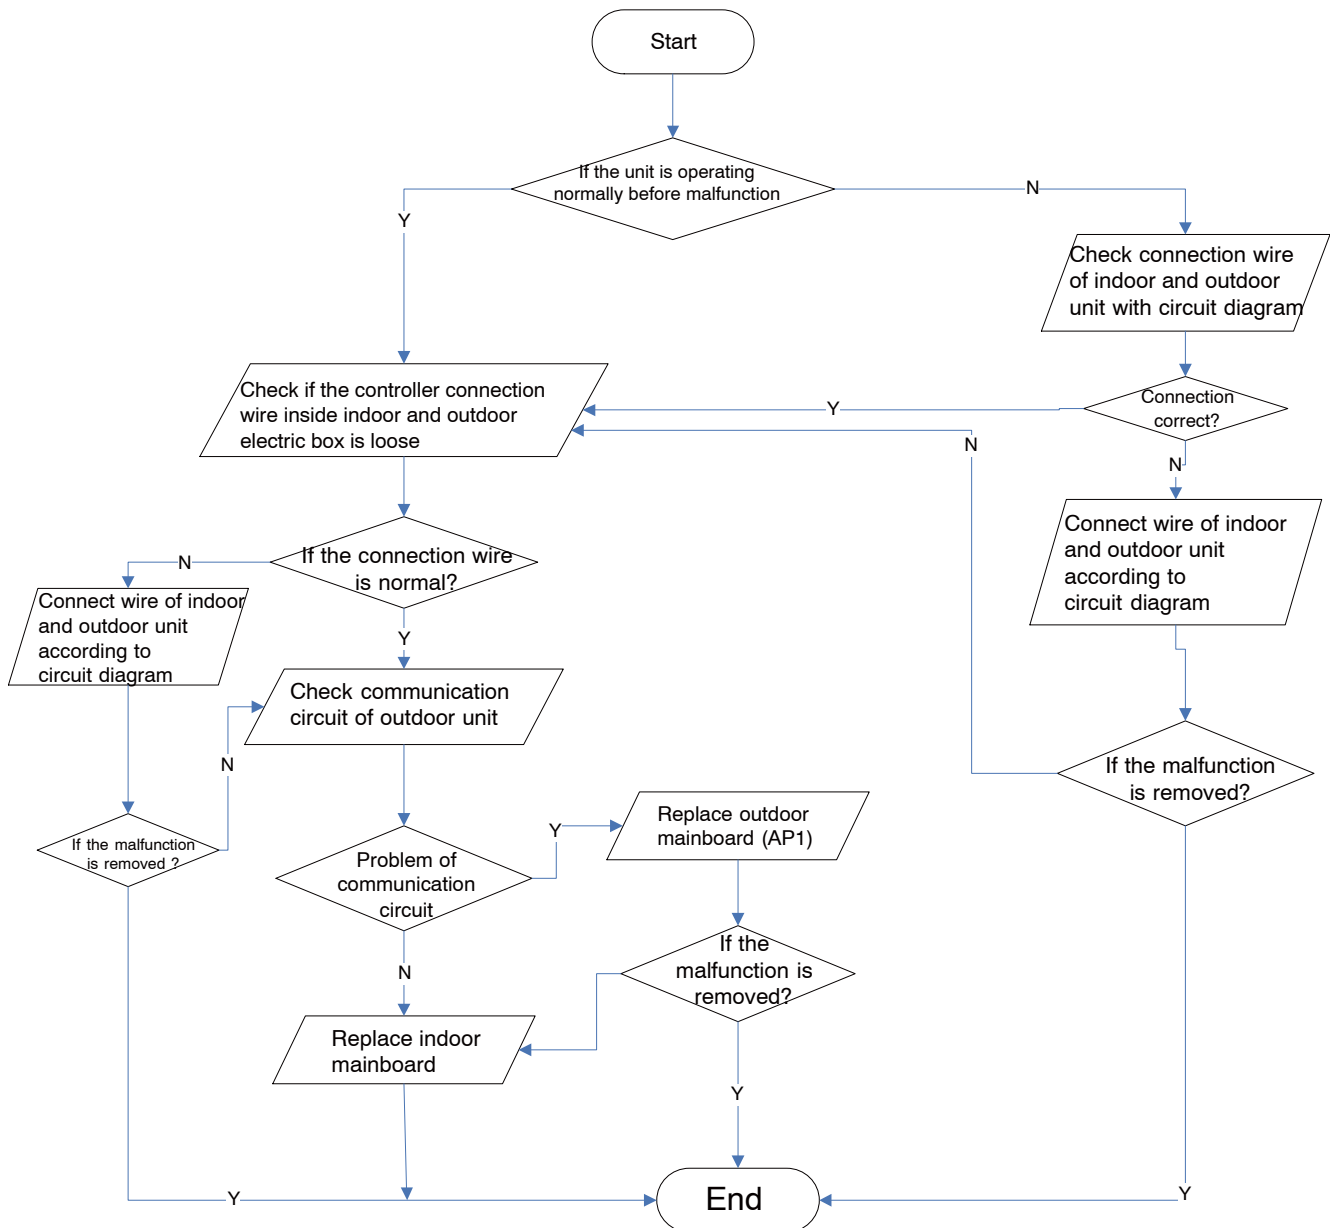 Start
If the unit is operating
normally before malfunction
Y
N
Check connection wire
of indoor and outdoor
unit with circuit diagram
Check if the controller connection
wire inside indoor and outdoor
electric box is loose
Y
Connection
correct?
N
N
Connect wire of indoor
and outdoor unit
according to
circuit diagram
If the connection wire
is normal?
N
Connect wire of indoor
and outdoor unit
according to
circuit diagram
Y
Check communication
circuit of outdoor unit
N
If the malfunction
is removed?
If the malfunction
is removed ?
Problem of
communication
circuit
Y
Replace outdoor
mainboard (AP1)
N
If the
malfunction is
removed?
Replace indoor
mainboard
Y
Y
End
Y